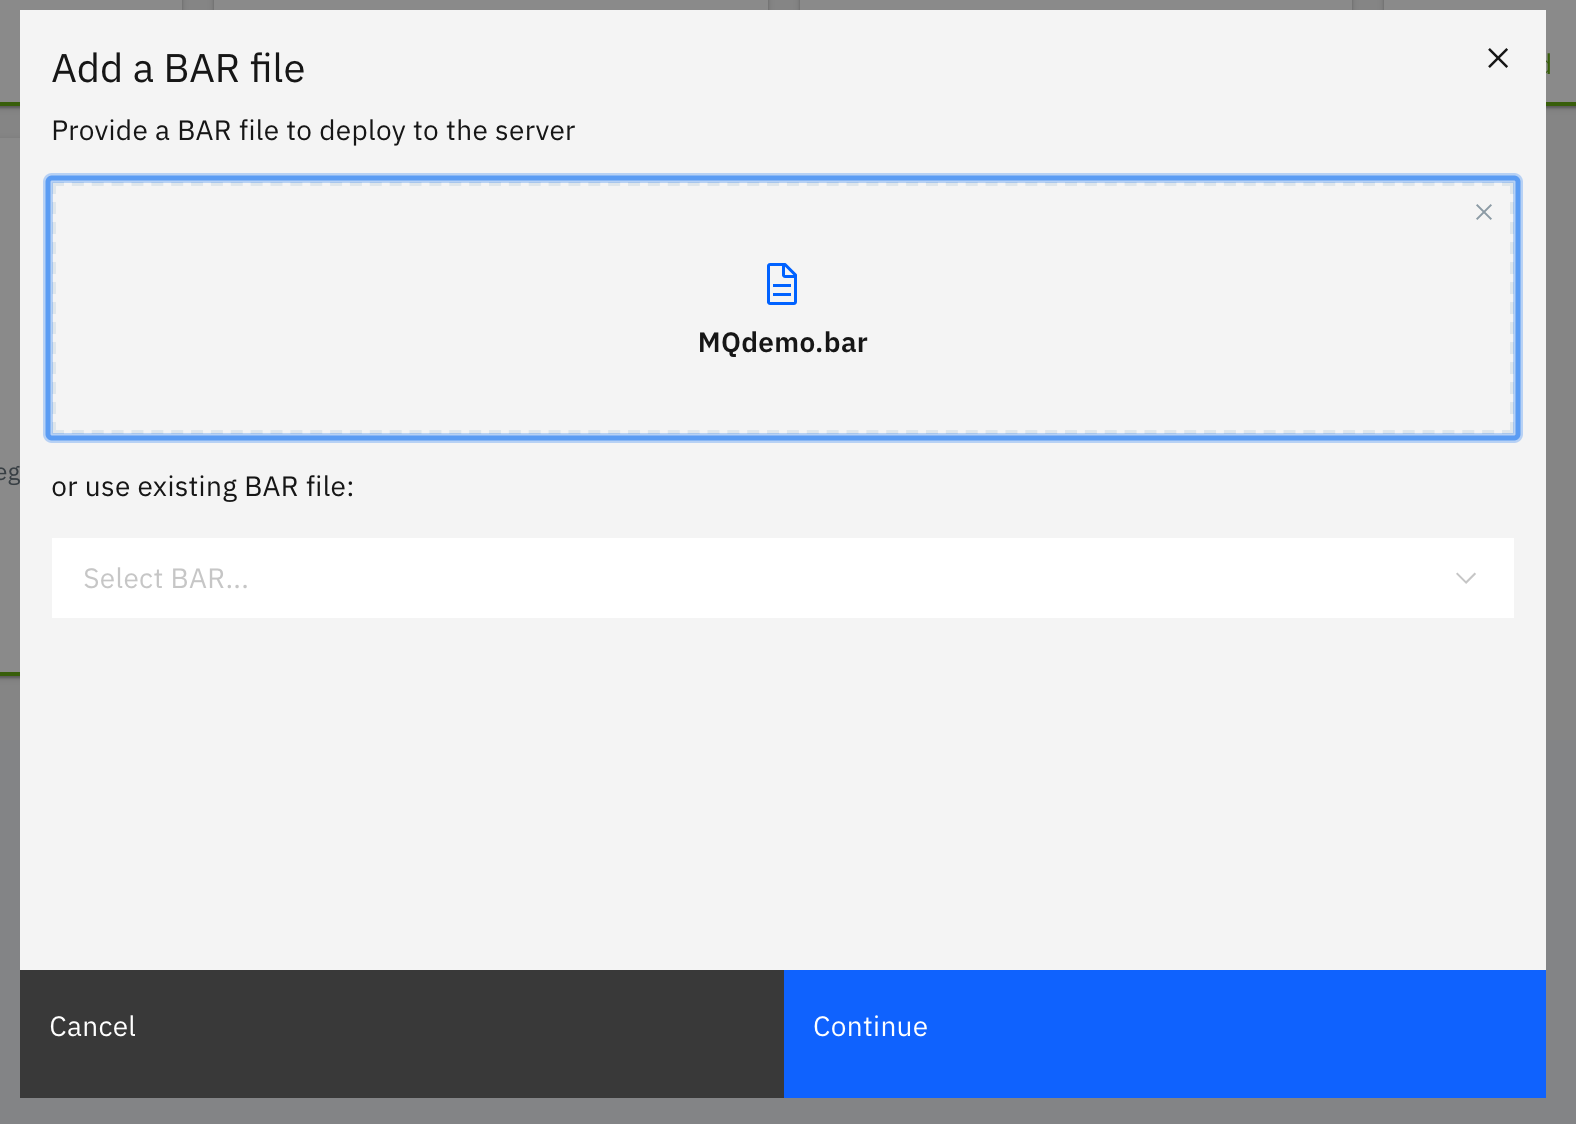 Add a BAR file
Provide a BAR file to deploy to the server
MQdemo.bar
or use existing BAR file:
Select BAR...
Cancel
Continue